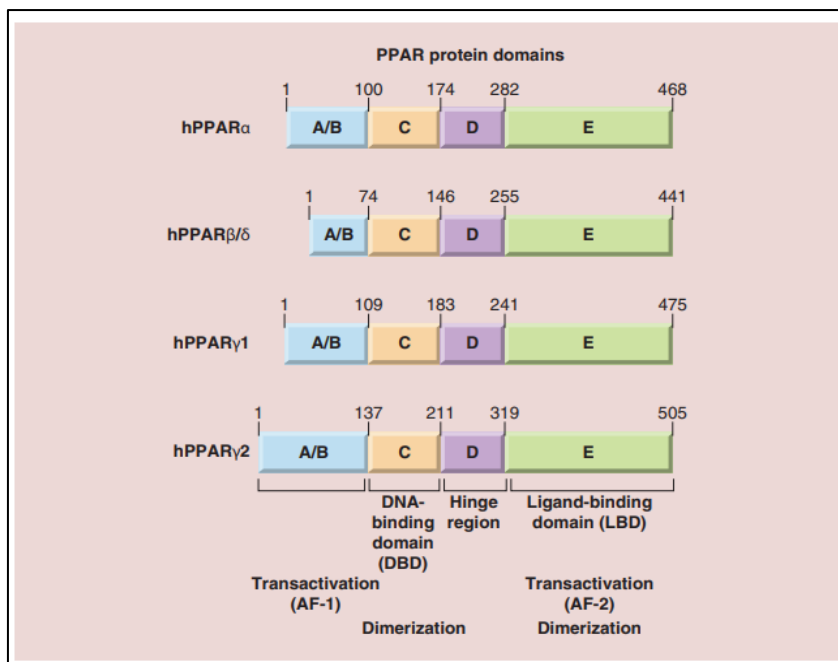 PPAR protein domains
1 100 174 282 468
hPPARα A/B C D E
1 74 146 255 441
hPPARβ/δ A/B C D E
1 109 183 241 475
hPPARγ1 A/B C D E
1 137 211 319 505
hPPARγ2 A/B C D E
DNA-
binding
domain
(DBD)
Hinge
region
Ligand-binding
domain (LBD)
Transactivation
(AF-1)
Transactivation
(AF-2)
Dimerization
Dimerization